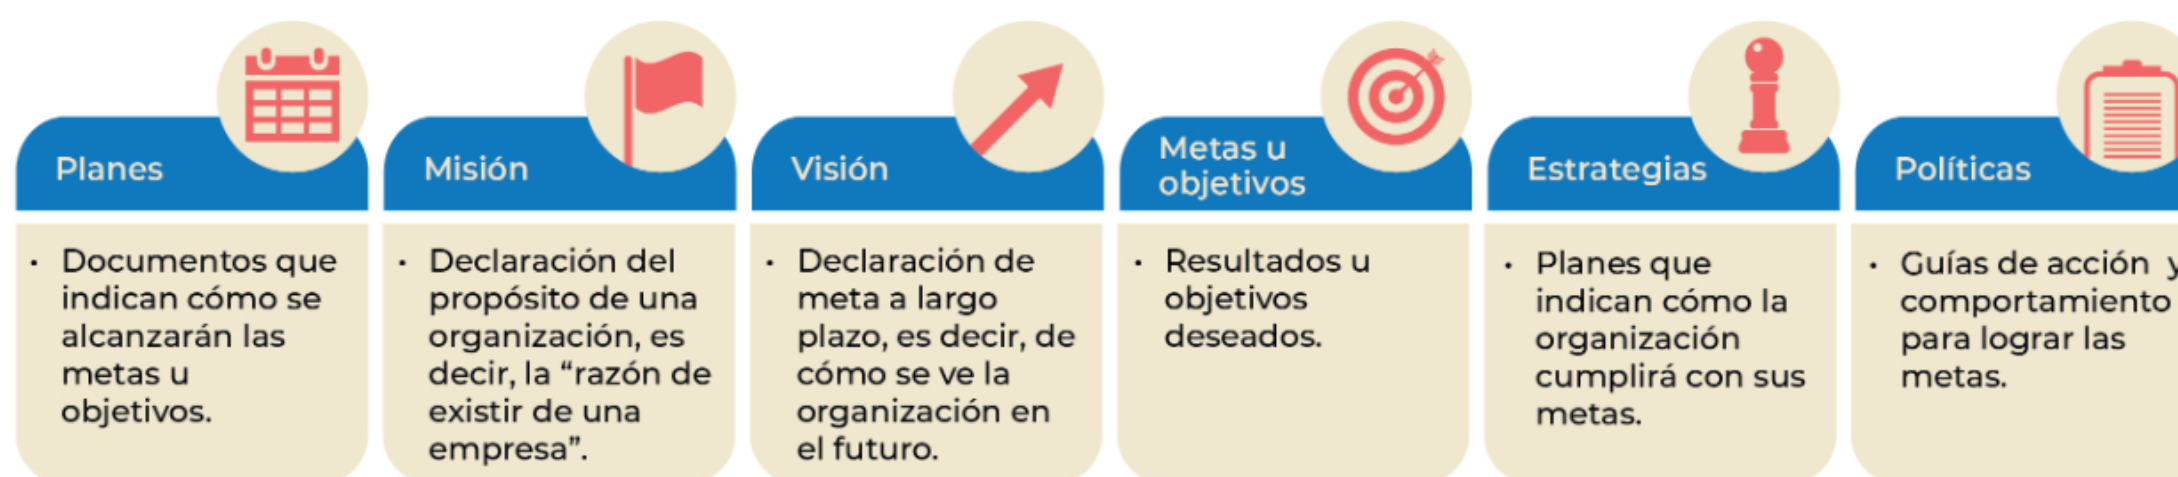 Planes
• Documentos que
indican cómo se
alcanzarán las
metas u
objetivos.
Misión
• Declaración del
propósito de una
organización, es
decir, la “razón de
existir de una
empresa”.
Visión
• Declaración de
meta a largo
plazo, es decir, de
cómo se ve la
organización en
el futuro.
Metas u
objetivos
• Resultados u
objetivos
deseados.
Estrategias
• Planes que
indican cómo la
organización
cumplirá con sus
metas.
Políticas
• Guías de acción y
comportamiento
para lograr las
metas.